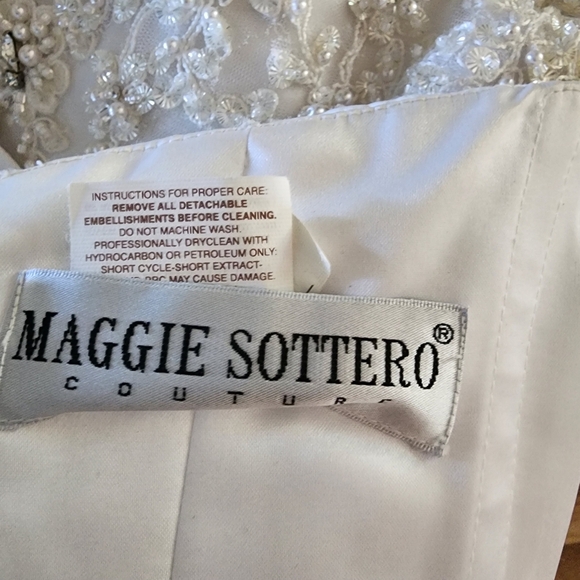 INSTRUCTIONS FOR PROPER CARE:
REMOVE ALL DETACHABLE
EMBELLISHMENTS BEFORE CLEANING.
DO NOT MACHINE WASH.
PROFESSIONALLY DRYCLEAN WITH
HYDROCARBON OR PETROLEUM ONLY:
SHORT CYCLE-SHORT EXTRACT-
MAY CAUSE DAMAGE.
MAGGIE SOTTERO®
COUTURE